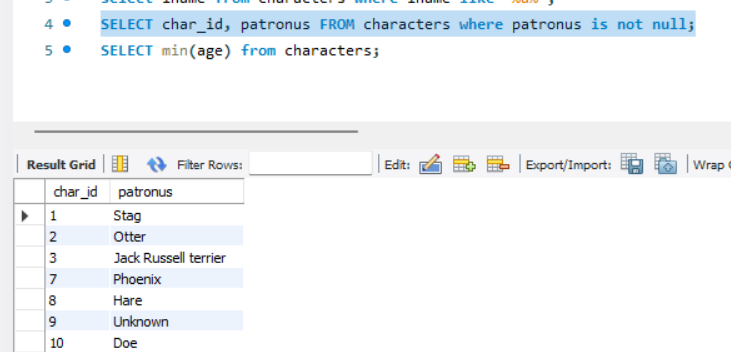 4 SELECT char_id, patronus FROM characters where patronus is not null;
5 SELECT min(age) from characters;
Result Grid Filter Rows: Edit: Export/Import: Wrap
char_id patronus
1 Stag
2 Otter
3 Jack Russell terrier
7 Phoenix
8 Hare
9 Unknown
10 Doe